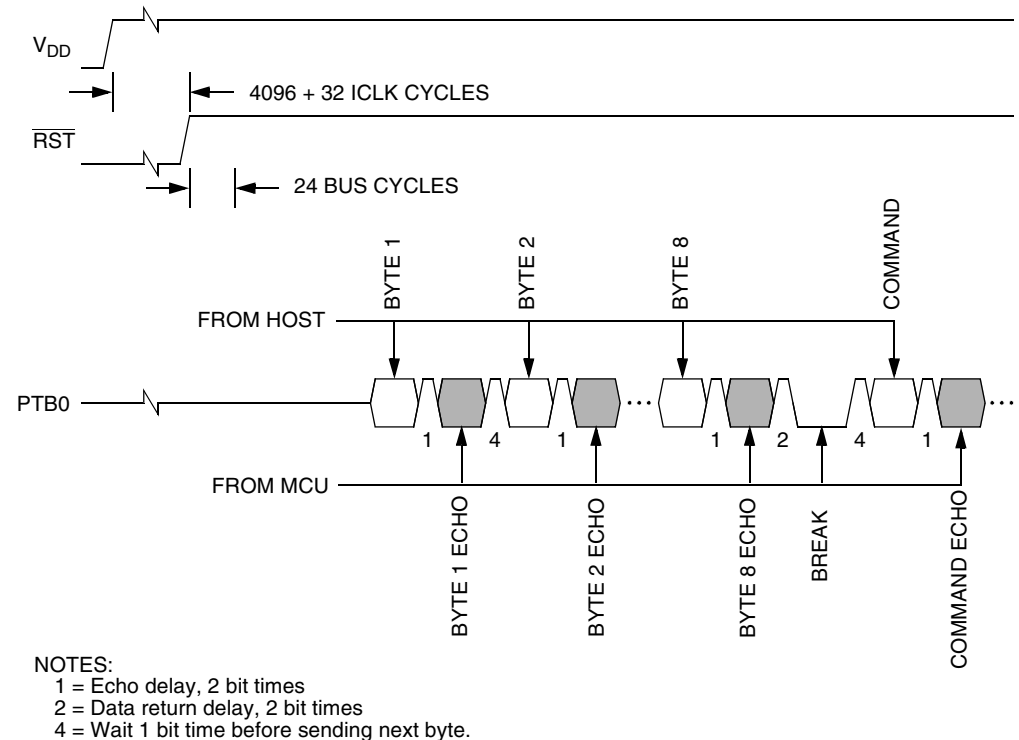 VDD
4096 + 32 ICLK CYCLES
RST
24 BUS CYCLES
BYTE 1
BYTE 2
BYTE 8
COMMAND
FROM HOST
PTB0
...
...
1
4
1
1
2
4
1
FROM MCU
BYTE 1 ECHO
BYTE 2 ECHO
BYTE 8 ECHO
BREAK
COMMAND ECHO
NOTES:
1 = Echo delay, 2 bit times
2 = Data return delay, 2 bit times
4 = Wait 1 bit time before sending next byte.